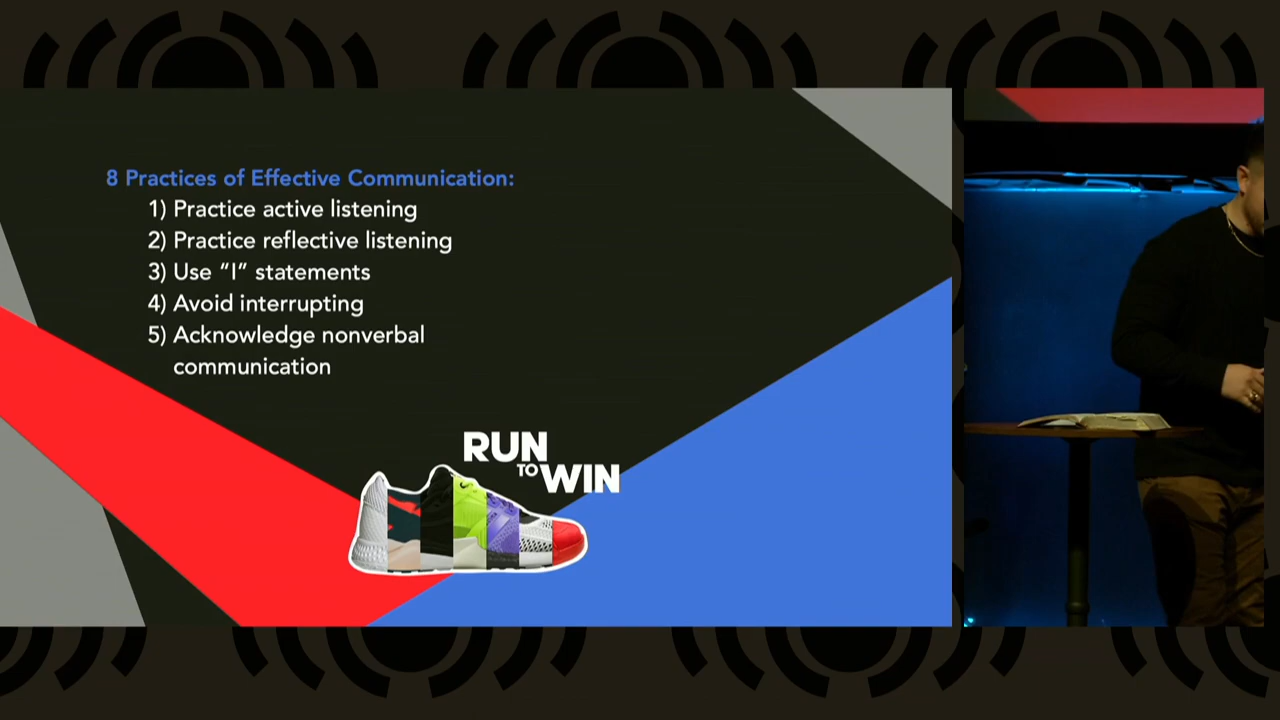 8 Practices of Effective Communication:
1) Practice active listening
2) Practice reflective listening
3) Use “I” statements
4) Avoid interrupting
5) Acknowledge nonverbal
communication
RUN
TO WIN